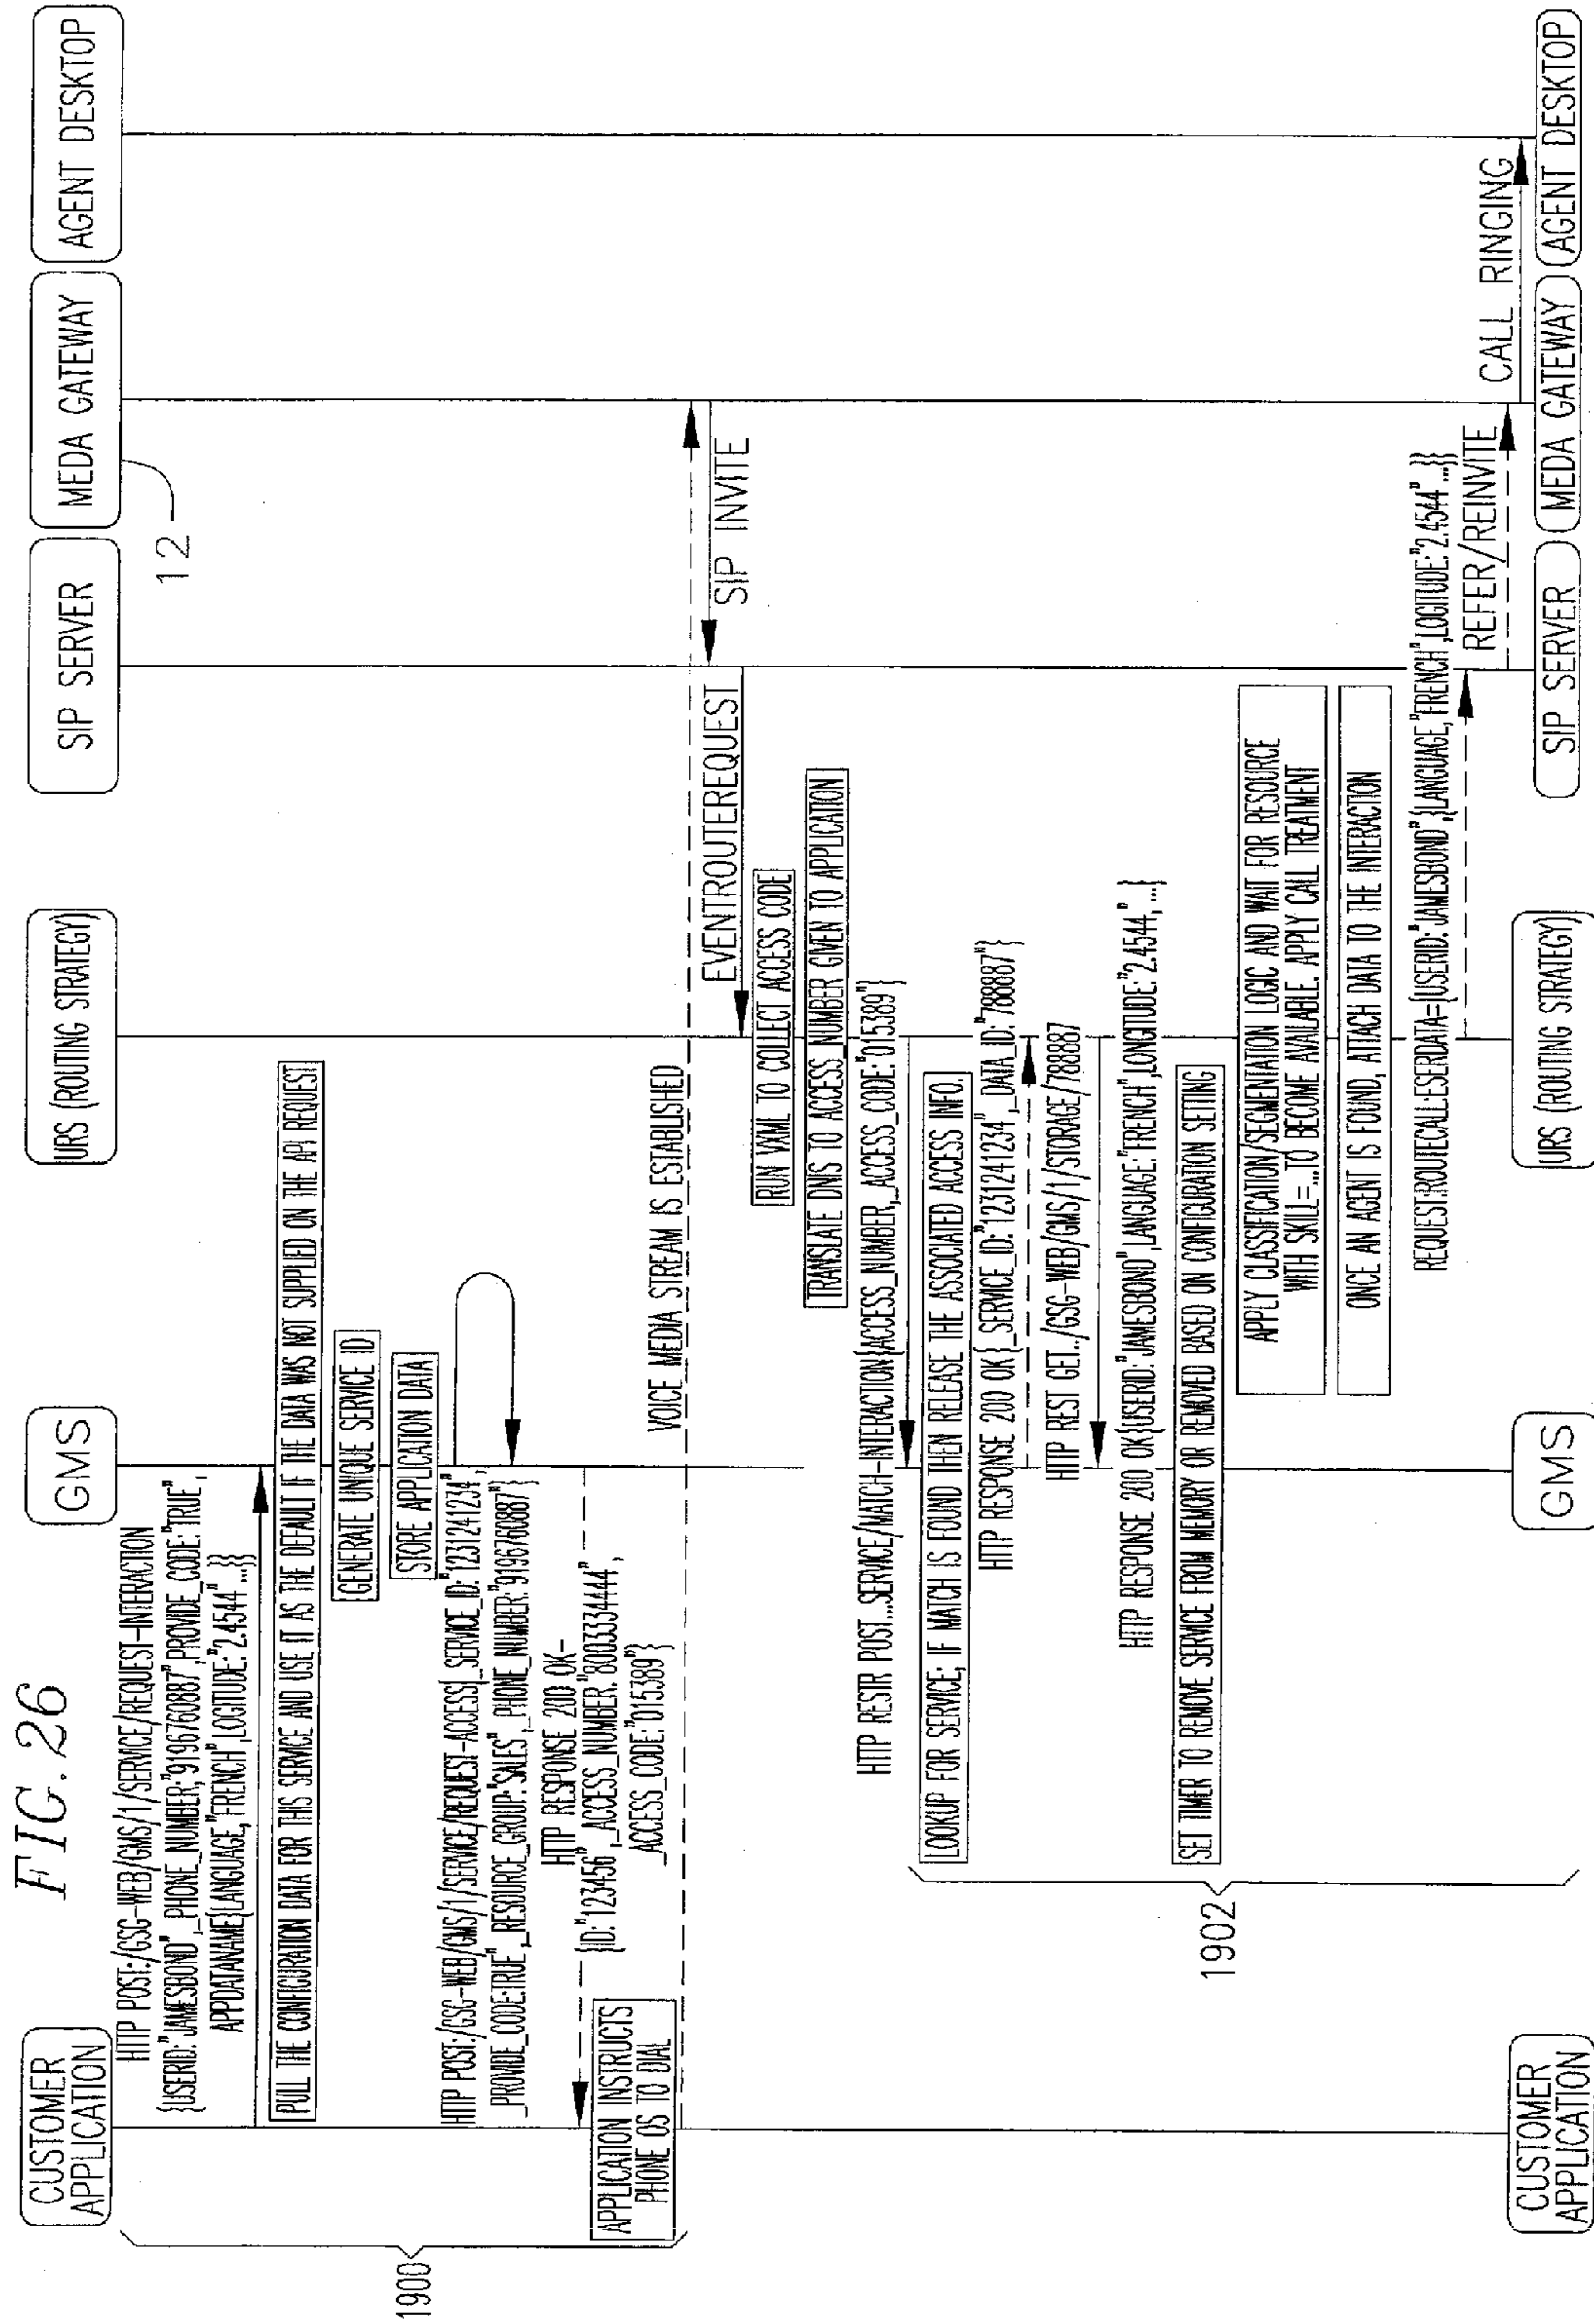 FIG. 26
CUSTOMER
APPLICATION
GMS
URS (ROUTING STRATEGY)
SIP SERVER
MEDA GATEWAY
AGENT DESKTOP
12
HTTP POST:/GSG-WEB/GMS/1/SERVICE/REQUEST-INTERACTION
{USERID:"JAMESBOND",_PHONE_NUMBER;"9196760887",PROVIDE_CODE:"TRUE",
APPDATANAME{LANGUAGE,"FRENCH",LOGITUDE:"2.4544"...}}
PULL THE CONFIGURATION DATA FOR THIS SERVICE AND USE IT AS THE DEFAULT IF THE DATA WAS NOT SUPPLIED ON THE API REQUEST
GENERATE UNIQUE SERVICE ID
STORE APPLICATION DATA
HTTP POST:/GSG-WEB/GMS/1/SERVICE/REQUEST-ACCESS{_SERVICE_ID:"1231241234",
_PROVIDE_CODE:TRUE",_RESOURCE_GROUP:"SALES",_PHONE_NUMBER:"9196760887"}
HTTP RESPONSE 200 OK-
{ID:"123456",_ACCESS_NUMBER."8003334444",
_ACCESS_CODE:"015389"}
APPLICATION INSTRUCTS
PHONE OS TO DIAL
1900
VOICE MEDIA STREAM IS ESTABLISHED
SIP INVITE
EVENTROUTEREQUEST
RUN VXML TO COLLECT ACCESS CODE
TRANSLATE DNIS TO ACCESS_NUMBER GIVEN TO APPLICATION
HTTP RESTR POST...SERVICE/MATCH-INTERACTION{ACCESS_NUMBER,_ACCESS_CODE:"015389"}
LOOKUP FOR SERVICE; IF MATCH IS FOUND THEN RELEASE THE ASSOCIATED ACCESS INFO.
HTTP RESPONSE 200 OK{_SERVICE_ID:"1231241234",_DATA_ID:"788887"}
HTTP REST GET../GSG-WEB/GMS/1/STORAGE/788887
HTTP RESPONSE 200 OK{USERID:"JAMESBOND",LANGUAGE:"FRENCH",LONGITUDE:"2.4544,"...}
SET TIMER TO REMOVE SERVICE FROM MEMORY OR REMOVED BASED ON CONFIGURATION SETTING
APPLY CLASSIFICATION/SEGMENTATION LOGIC AND WAIT FOR RESOURCE
WITH SKILL=...TO BECOME AVAILABLE. APPLY CALL TREATMENT
ONCE AN AGENT IS FOUND, ATTACH DATA TO THE INTERACTION
REQUEST:ROUTECALL:ESERDATA={USERID:"JAMESBOND",{LANGUAGE,"FRENCH",LOGITUDE:"2.4544"...}}
REFER/REINVITE
CALL RINGING
1902
CUSTOMER
APPLICATION
GMS
URS (ROUTING STRATEGY)
SIP SERVER
MEDA GATEWAY
AGENT DESKTOP